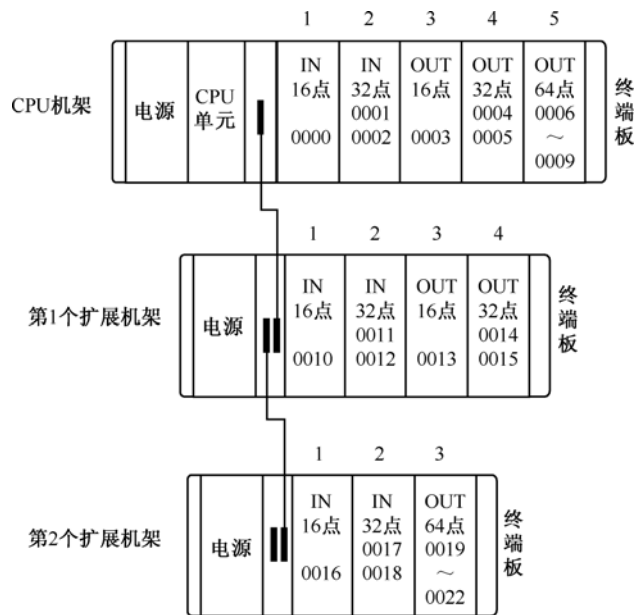 1 2 3 4 5
CPU机架
电源
CPU
单元
IN
16点
0000
IN
32点
0001
0002
OUT
16点
0003
OUT
32点
0004
0005
OUT
64点
0006
～
0009
终端板
1 2 3 4
第1个扩展机架
电源
IN
16点
0010
IN
32点
0011
0012
OUT
16点
0013
OUT
32点
0014
0015
终端板
1 2 3
第2个扩展机架
电源
IN
16点
0016
IN
32点
0017
0018
OUT
64点
0019
～
0022
终端板